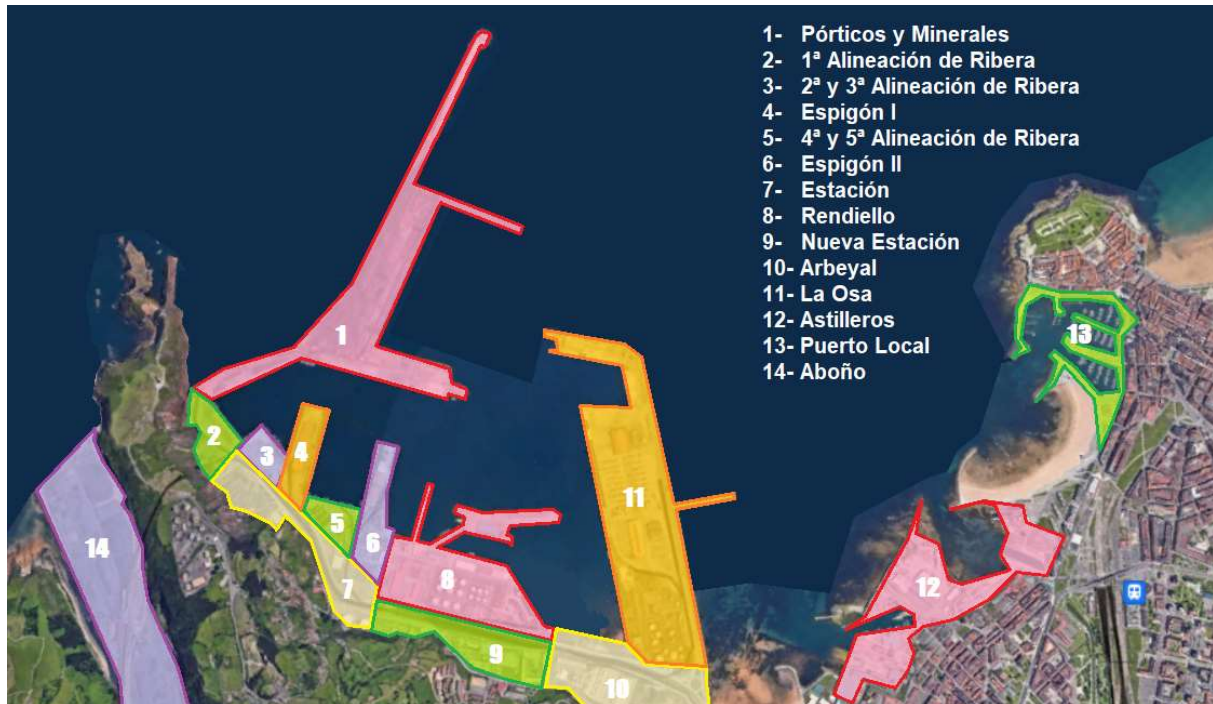 1- Pórticos y Minerales
2- 1ª Alineación de Ribera
3- 2ª y 3ª Alineación de Ribera
4- Espigón I
5- 4ª y 5ª Alineación de Ribera
6- Espigón II
7- Estación
8- Rendiello
9- Nueva Estación
10- Arbeyal
11- La Osa
12- Astilleros
13- Puerto Local
14- Aboño
1
13
2
3
4
11
5
14
6
8
7
12
9
10